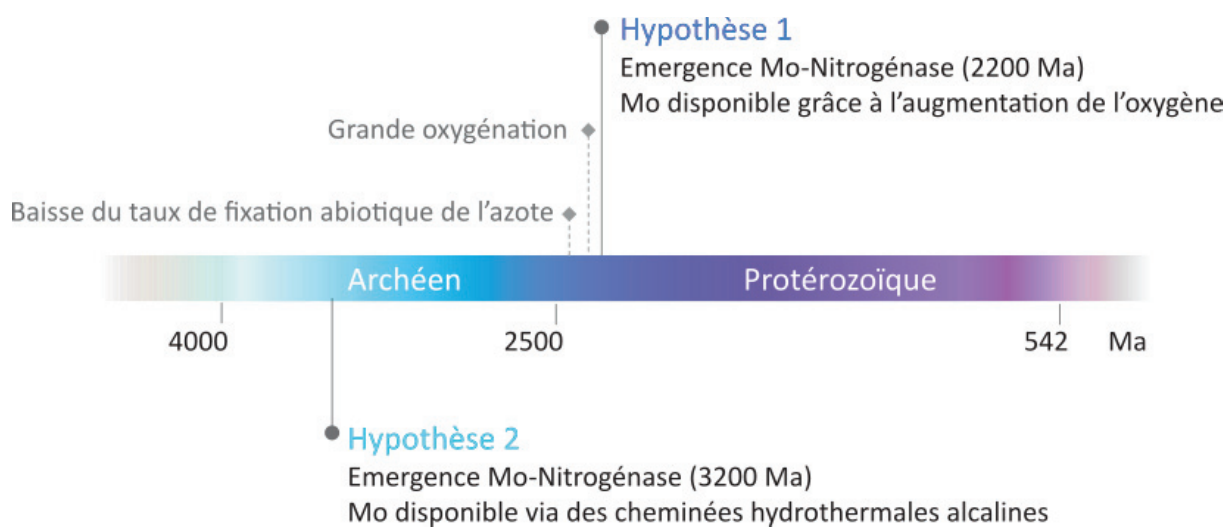 Hypothèse 1
Emergence Mo-Nitrogénase (2200 Ma)
Mo disponible grâce à l'augmentation de l'oxygène
Grande oxygénation
Baisse du taux de fixation abiotique de l'azote
Archéen
Protérozoïque
4000
2500
542
Ma
Hypothèse 2
Emergence Mo-Nitrogénase (3200 Ma)
Mo disponible via des cheminées hydrothermales alcalines